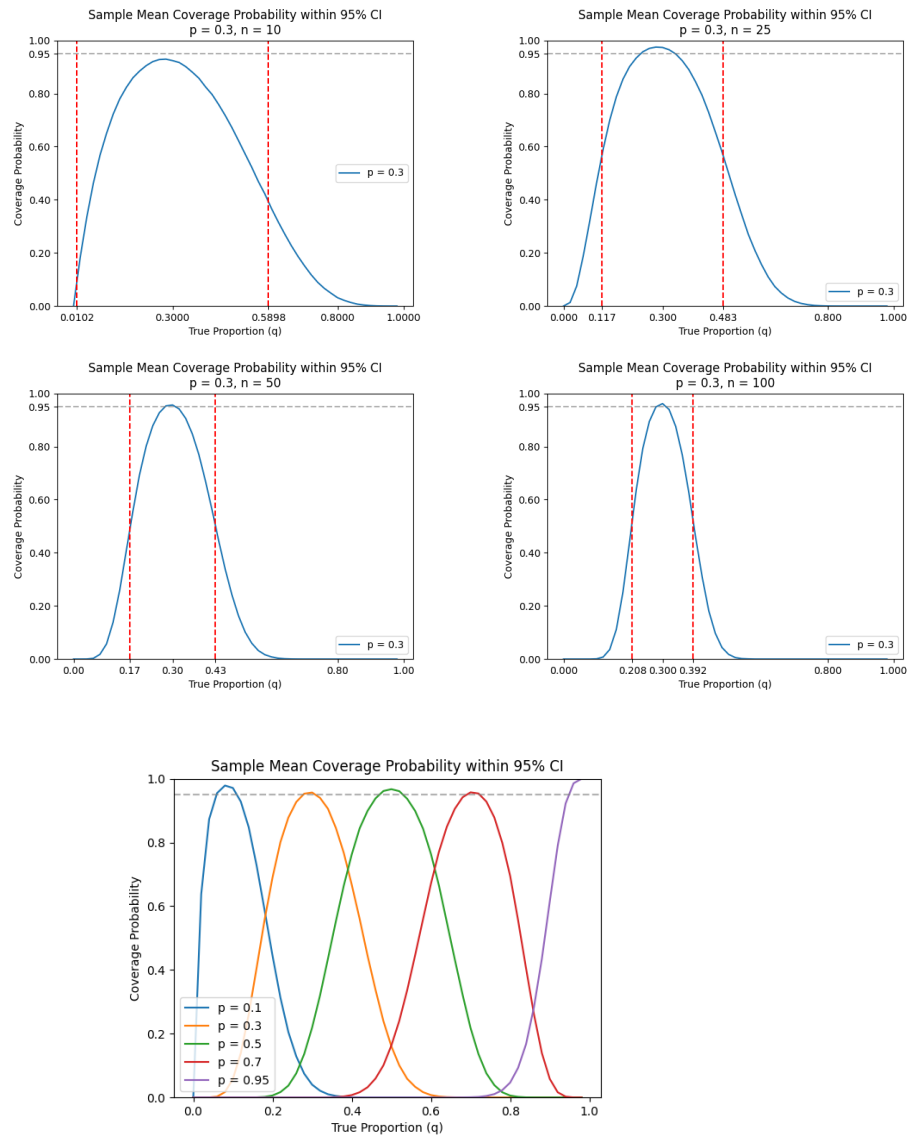 Sample Mean Coverage Probability within 95% CI
p = 0.3, n = 10
1.00
0.95
0.80
0.60
0.40
0.20
0.00
Coverage Probability
p = 0.3
0.0102
0.3000
0.5898
0.8000
1.0000
True Proportion (q)
Sample Mean Coverage Probability within 95% CI
p = 0.3, n = 25
1.00
0.95
0.80
0.60
0.40
0.20
0.00
Coverage Probability
p = 0.3
0.000
0.117
0.300
0.483
0.800
1.000
True Proportion (q)
Sample Mean Coverage Probability within 95% CI
p = 0.3, n = 50
1.00
0.95
0.80
0.60
0.40
0.20
0.00
Coverage Probability
p = 0.3
0.00
0.17
0.30
0.43
0.80
1.00
True Proportion (q)
Sample Mean Coverage Probability within 95% CI
p = 0.3, n = 100
1.00
0.95
0.80
0.60
0.40
0.20
0.00
Coverage Probability
p = 0.3
0.000
0.208
0.300
0.392
0.800
1.000
True Proportion (q)
Sample Mean Coverage Probability within 95% CI
1.0
0.8
0.6
0.4
0.2
0.0
Coverage Probability
p = 0.1
p = 0.3
p = 0.5
p = 0.7
p = 0.95
0.0
0.2
0.4
0.6
0.8
1.0
True Proportion (q)